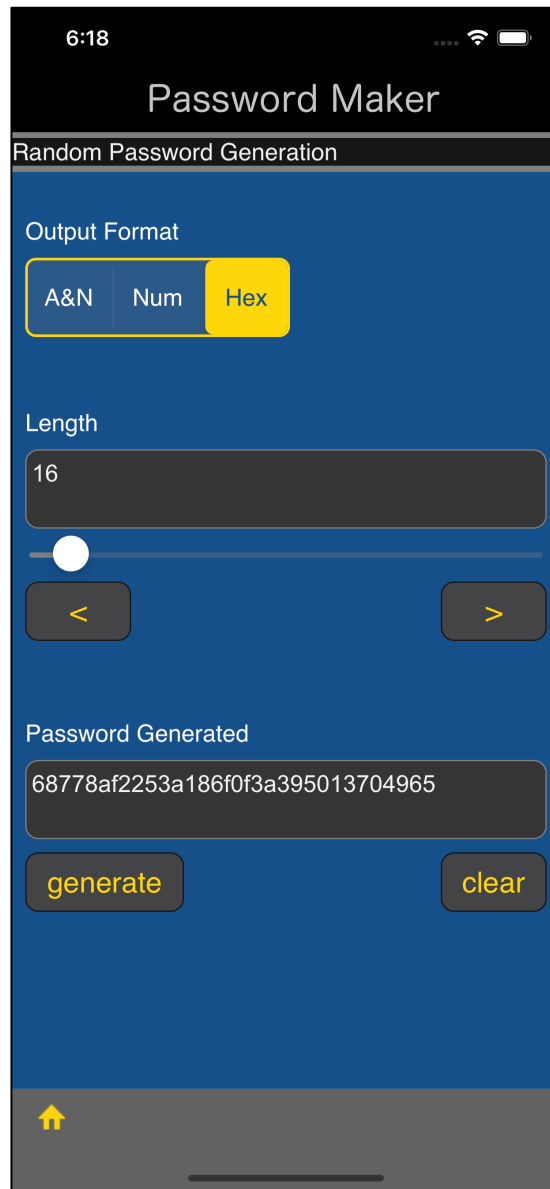 6:18
Password Maker
Random Password Generation
Output Format
A&N Num Hex
Length
16
< >
Password Generated
68778af2253a186f0f3a395013704965
generate clear